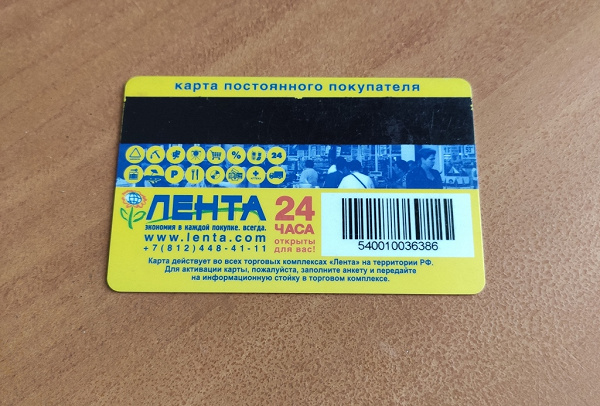 карта постоянного покупателя
% 24
P
ЛЕНТА
экономия в каждой покупке. всегда.
www.lenta.com
+7(812)448-41-11
24
ЧАСА
открыты
для вас!
540010036386
Карта действует во всех торговых комплексах «Лента» на территории РФ.
Для активации карты, пожалуйста, заполните анкету и передайте
на информационную стойку в торговом комплексе.